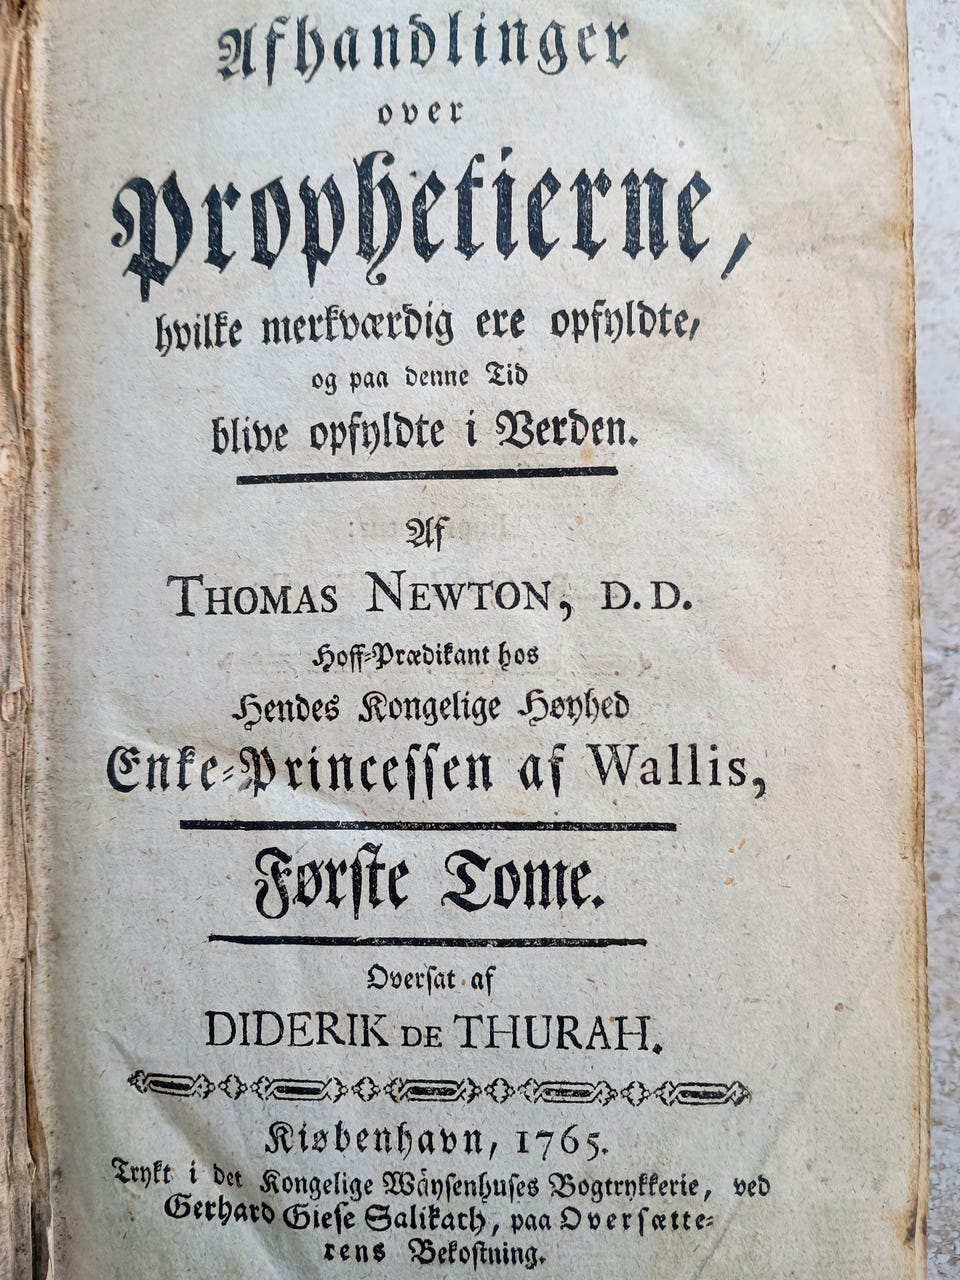 Afhandlinger
over
Prophetierne,
hvilke merkværdig ere opfyldte,
og paa denne Tid
blive opfyldte i Verden.
Af
THOMAS NEWTON, D. D.
Hoff-Prædikant hos
Hendes Kongelige Høyhed
Enke-Princessen af Wallis,
Første Tome.
Oversat af
DIDERIK DE THURAH.
Kiøbenhavn, 1765.
Trykt i det Kongelige Wäysenhuses Bogtrykkerie, ved
Gerhard Giese Salikath, paa Oversætte-
rens Bekostning.